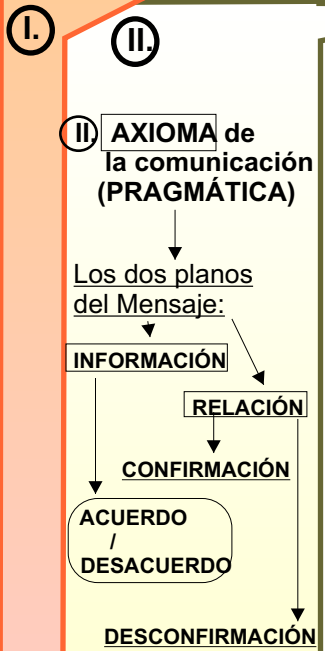 I.
II.
II. AXIOMA de
la comunicación
(PRAGMÁTICA)
Los dos planos
del Mensaje:
INFORMACIÓN
RELACIÓN
CONFIRMACIÓN
ACUERDO
/
DESACUERDO
DESCONFIRMACIÓN